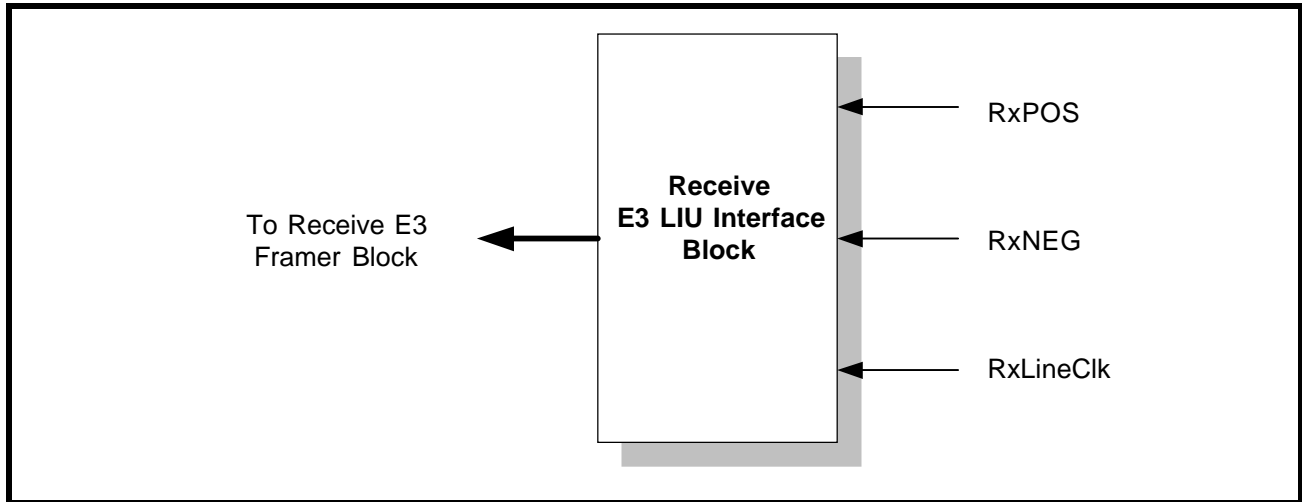 To Receive E3
Framer Block
Receive
E3 LIU Interface
Block
RxPOS
RxNEG
RxLineClk